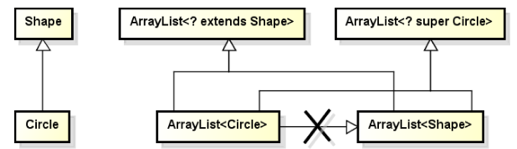 Shape
ArrayList<? extends Shape>
ArrayList<? super Circle>
Circle
ArrayList<Circle>
ArrayList<Shape>